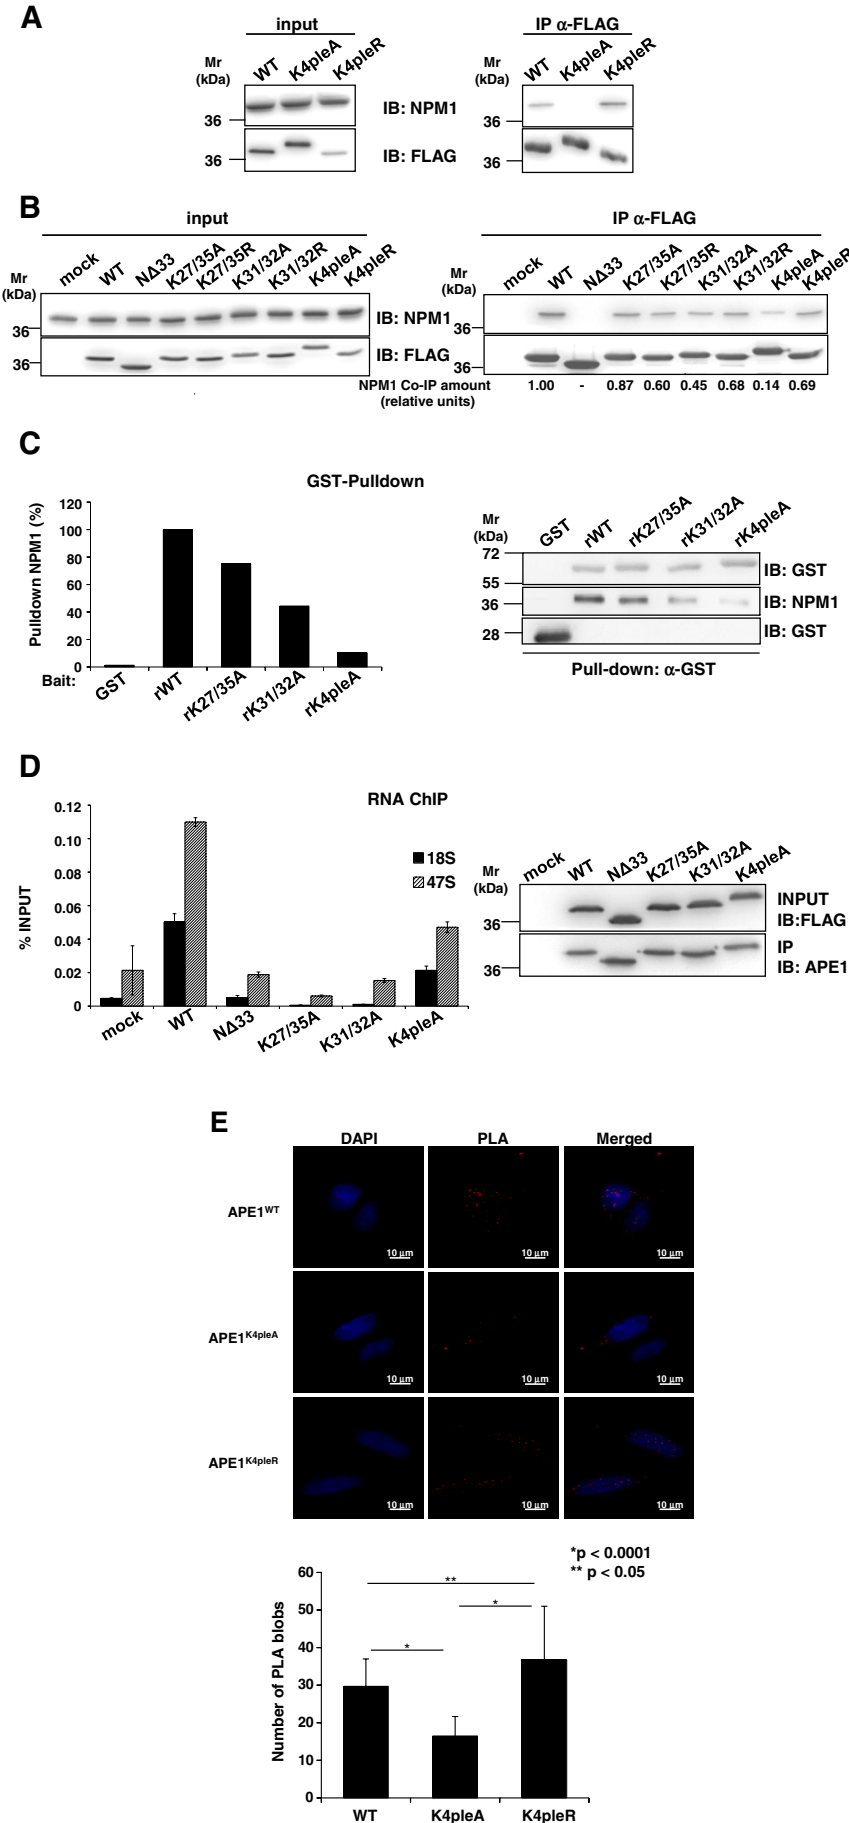 A
input
IP α-FLAG
Mr
(kDa)
WT
K4pleA
K4pleR
Mr
(kDa)
WT
K4pleA
K4pleR
36
IB: NPM1
36
36
IB: FLAG
36
B
input
IP α-FLAG
Mr
(kDa)
mock
WT
NΔ33
K27/35A
K27/35R
K31/32A
K31/32R
K4pleA
K4pleR
Mr
(kDa)
mock
WT
NΔ33
K27/35A
K27/35R
K31/32A
K31/32R
K4pleA
K4pleR
36
IB: NPM1
36
36
IB: FLAG
36
NPM1 Co-IP amount
(relative units)
1.00 - 0.87 0.60 0.45 0.68 0.14 0.69
C
GST-Pulldown
Pulldown NPM1 (%)
120
100
80
60
40
20
0
Bait:
GST
rWT
rK27/35A
rK31/32A
rK4pleA
Mr
(kDa)
GST
rWT
rK27/35A
rK31/32A
rK4pleA
72
55
IB: GST
36
IB: NPM1
28
IB: GST
Pull-down: α-GST
D
RNA ChIP
% INPUT
0.12
0.10
0.08
0.06
0.04
0.02
0
18S
47S
mock
WT
NΔ33
K27/35A
K31/32A
K4pleA
Mr
(kDa)
mock
WT
NΔ33
K27/35A
K31/32A
K4pleA
36
INPUT
IB:FLAG
36
IP
IB: APE1
E
DAPI
PLA
Merged
APE1WT
10 µm
10 µm
10 µm
APE1K4pleA
10 µm
10 µm
10 µm
APE1K4pleR
10 µm
10 µm
10 µm
*p < 0.0001
** p < 0.05
Number of PLA blobs
60
50
40
30
20
10
0
**
*
*
WT
K4pleA
K4pleR